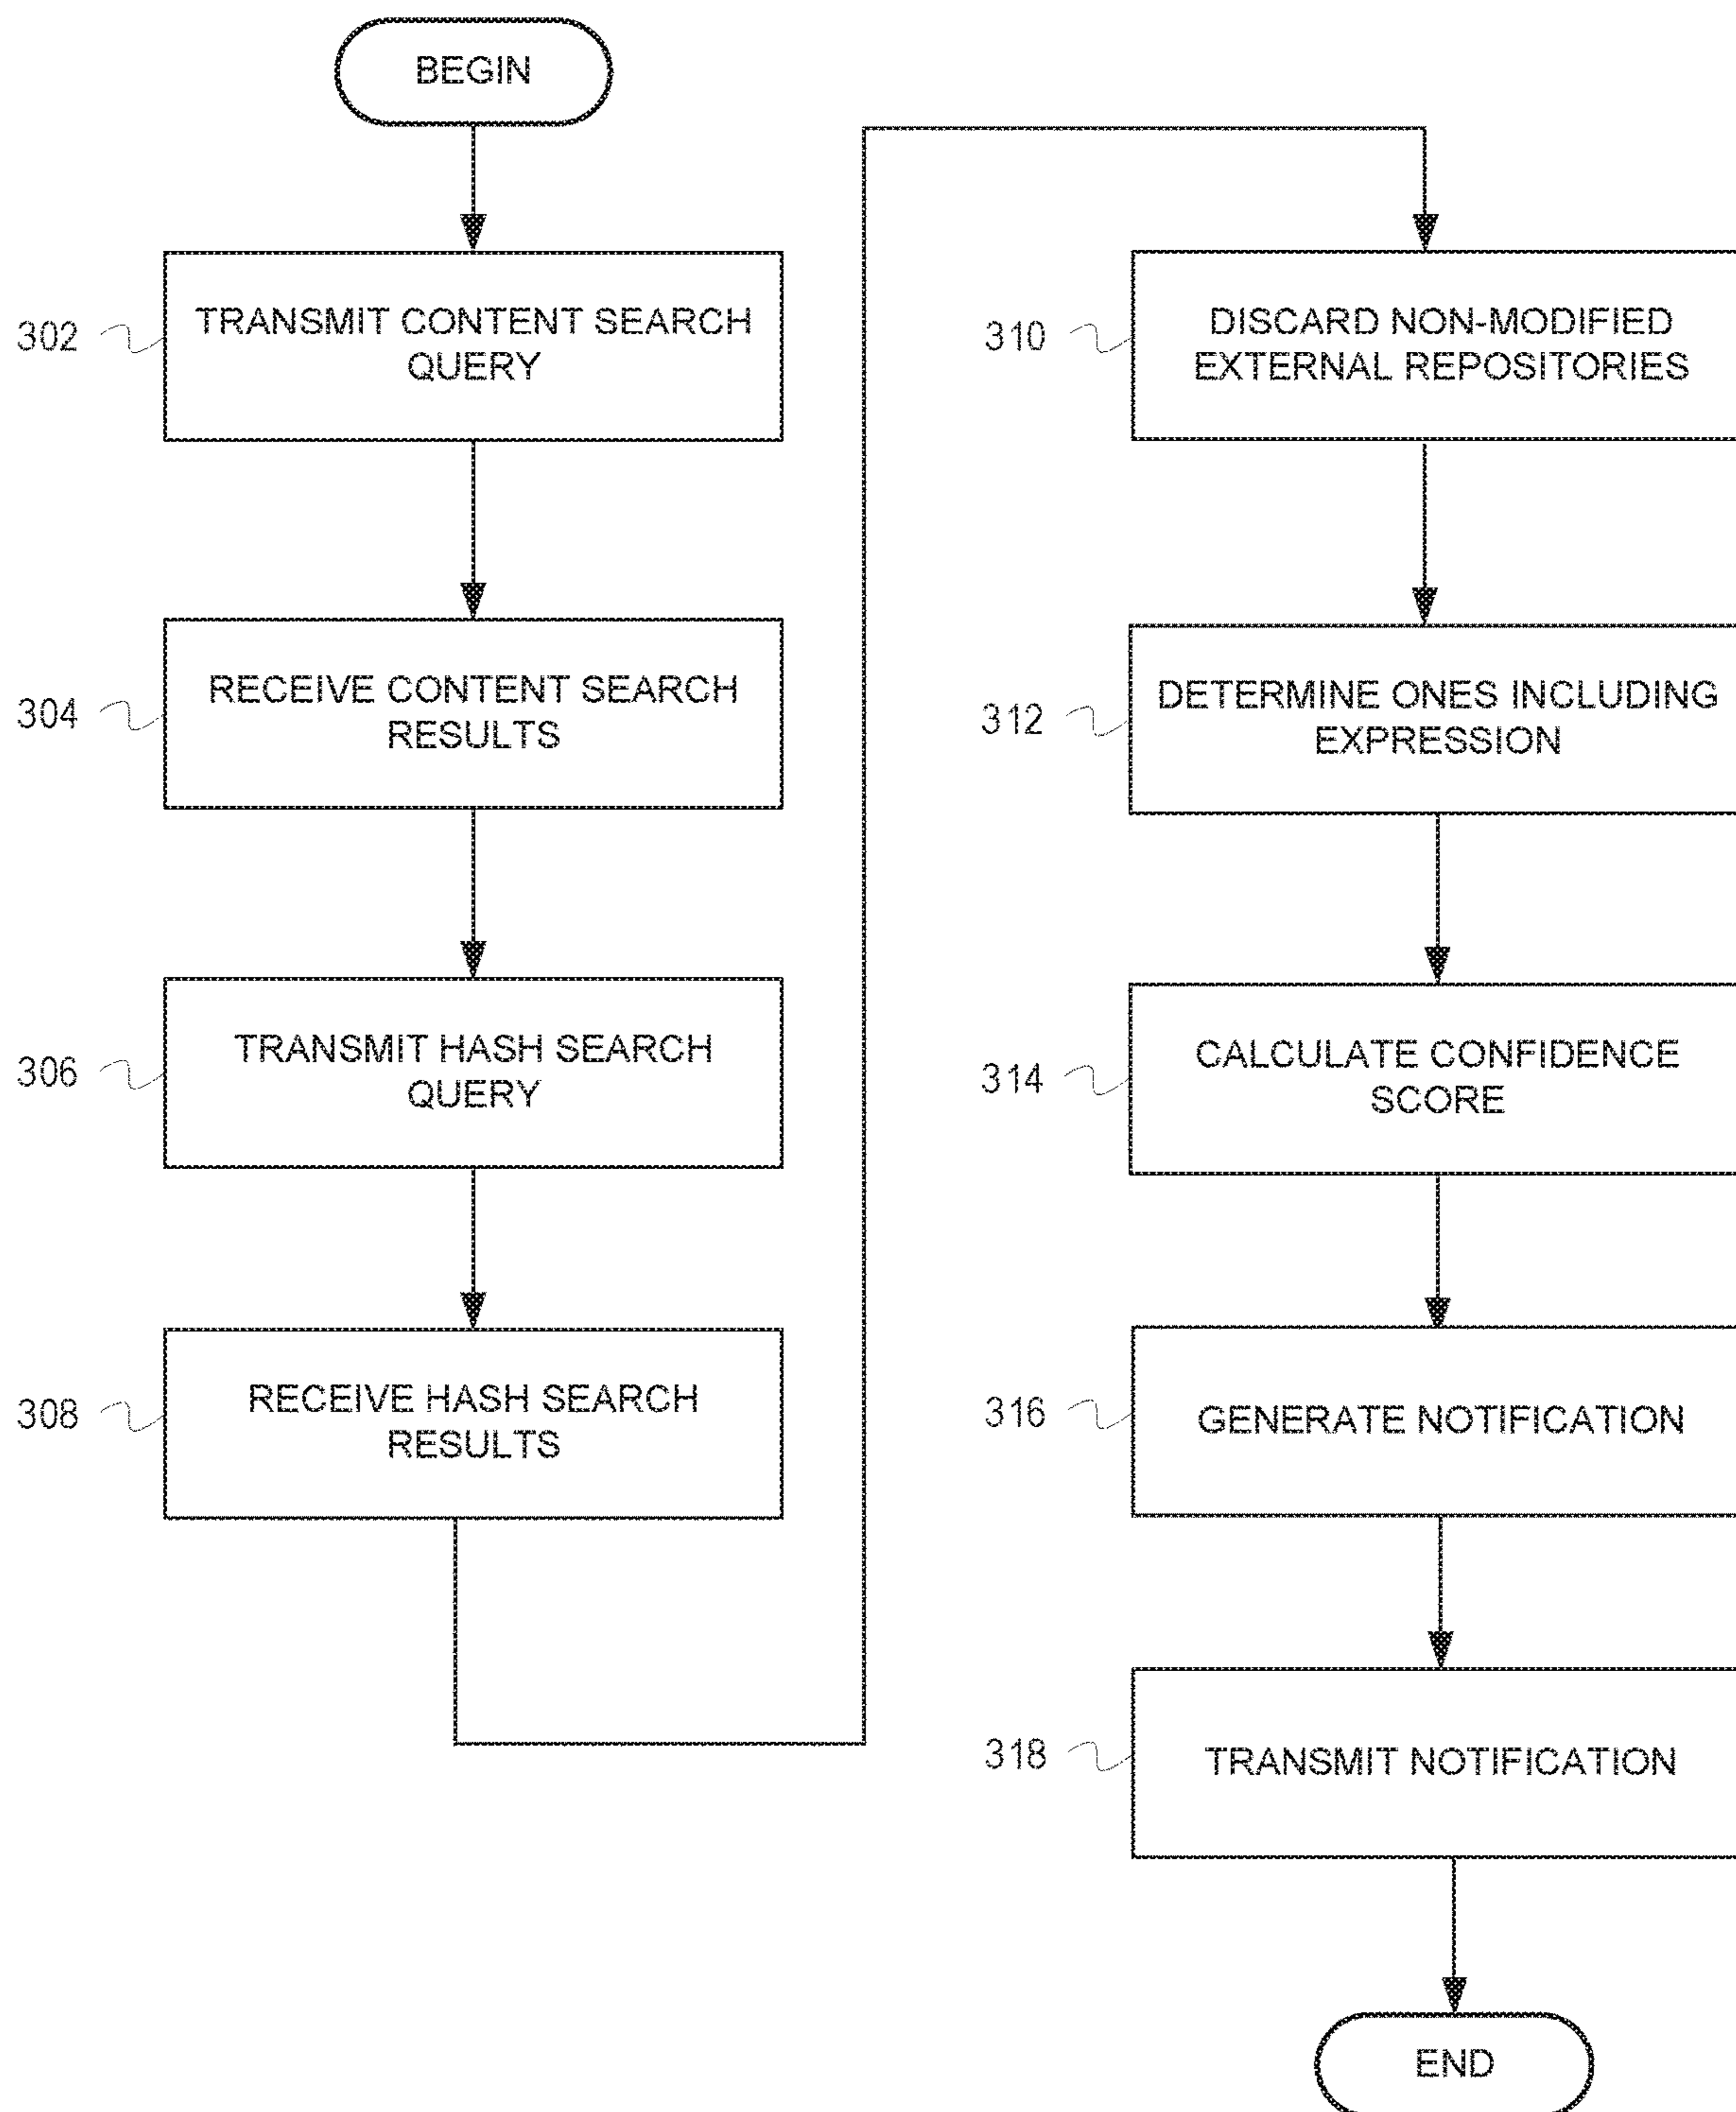 BEGIN
302
TRANSMIT CONTENT SEARCH
QUERY
304
RECEIVE CONTENT SEARCH
RESULTS
306
TRANSMIT HASH SEARCH
QUERY
308
RECEIVE HASH SEARCH
RESULTS
310
DISCARD NON-MODIFIED
EXTERNAL REPOSITORIES
312
DETERMINE ONES INCLUDING
EXPRESSION
314
CALCULATE CONFIDENCE
SCORE
316
GENERATE NOTIFICATION
318
TRANSMIT NOTIFICATION
END